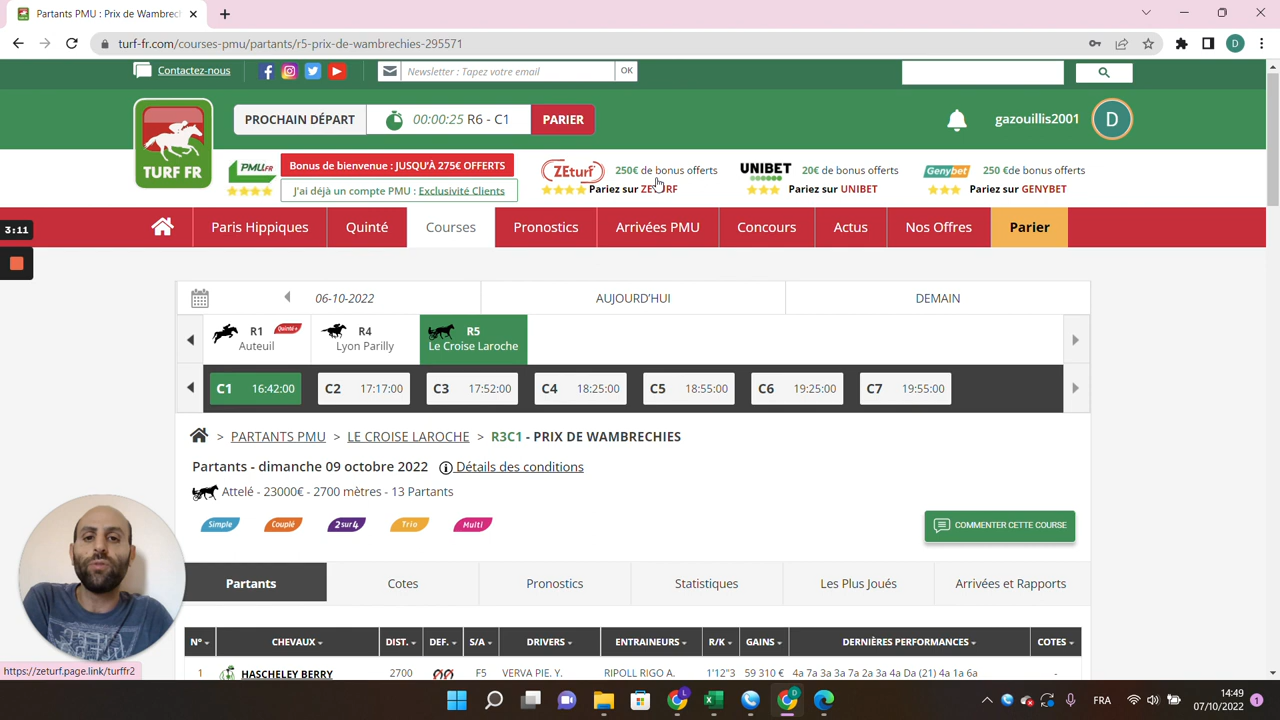 Partants PMU : Prix de Wambrec
turf-fr.com/courses-pmu/partants/r5-prix-de-wambrechies-295571
D
Contactez-nous
Newsletter : Tapez votre email
OK
TURF FR
PROCHAIN DÉPART
00:00:25 R6 - C1
PARIER
gazouillis2001
D
PMU.FR
Bonus de bienvenue : JUSQU'À 275€ OFFERTS
J'ai déjà un compte PMU : Exclusivité Clients
ZEturf
250€ de bonus offerts
Pariez sur
UNIBET
20€ de bonus offerts
Pariez sur UNIBET
Genybet
250 €de bonus offerts
Pariez sur GENYBET
3:11
Paris Hippiques
Quinté
Courses
Pronostics
Arrivées PMU
Concours
Actus
Nos Offres
Parier
06-10-2022
AUJOURD'HUI
DEMAIN
R1
Quinté+
Auteuil
R4
Lyon Parilly
R5
Le Croise Laroche
C1 16:42:00
C2 17:17:00
C3 17:52:00
C4 18:25:00
C5 18:55:00
C6 19:25:00
C7 19:55:00
> PARTANTS PMU > LE CROISE LAROCHE > R3C1 - PRIX DE WAMBRECHIES
Partants - dimanche 09 octobre 2022 Détails des conditions
Attelé - 23000€ - 2700 mètres - 13 Partants
Simple
Couplé
2sur4
Trio
Multi
COMMENTER CETTE COURSE
Partants
Cotes
Pronostics
Statistiques
Les Plus Joués
Arrivées et Rapports
N° CHEVAUX DIST. DEF. S/A DRIVERS ENTRAINEURS R/K GAINS DERNIÈRES PERFORMANCES COTES
1 HASCHELEY BERRY 2700 F5 VERVA PIE. Y. RIPOLL RIGO A. 1'12"3 59 310 € 4a 7a 3a 3a 7a 2a 3a 4a Da (21) 4a 1a 6a -
https://zeturf.page.link/turffr2
FRA
14:49
07/10/2022
1